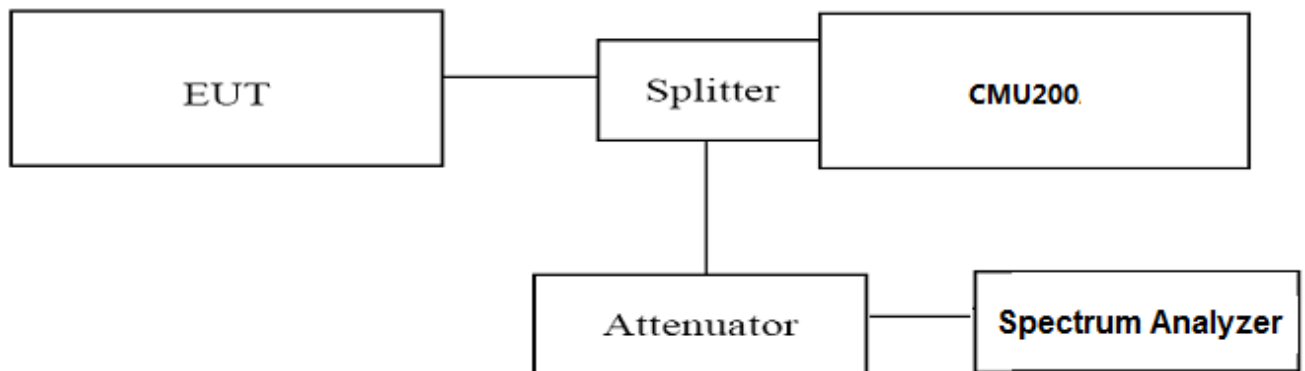 EUT
Splitter
CMU200
Attenuator
Spectrum Analyzer